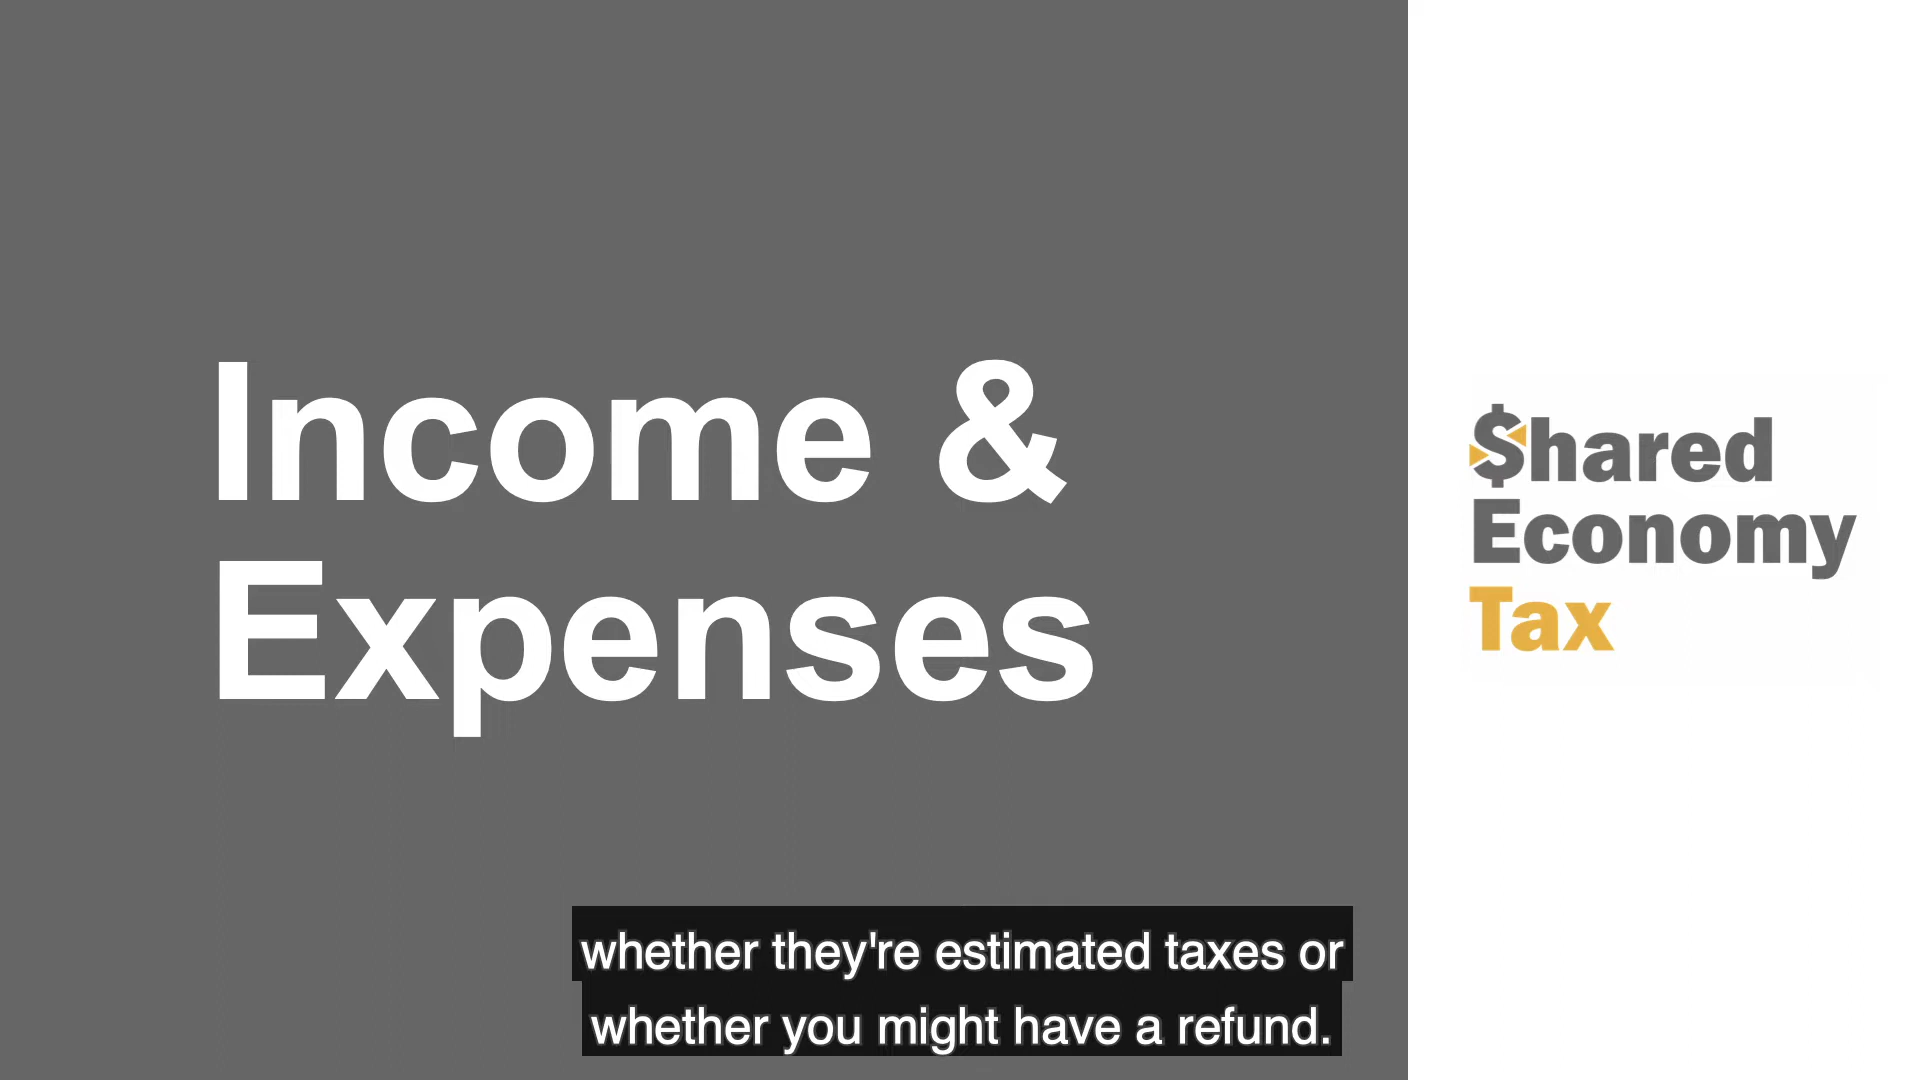 Income &
Expenses
$hared
Economy
Tax
whether they're estimated taxes or
whether you might have a refund.